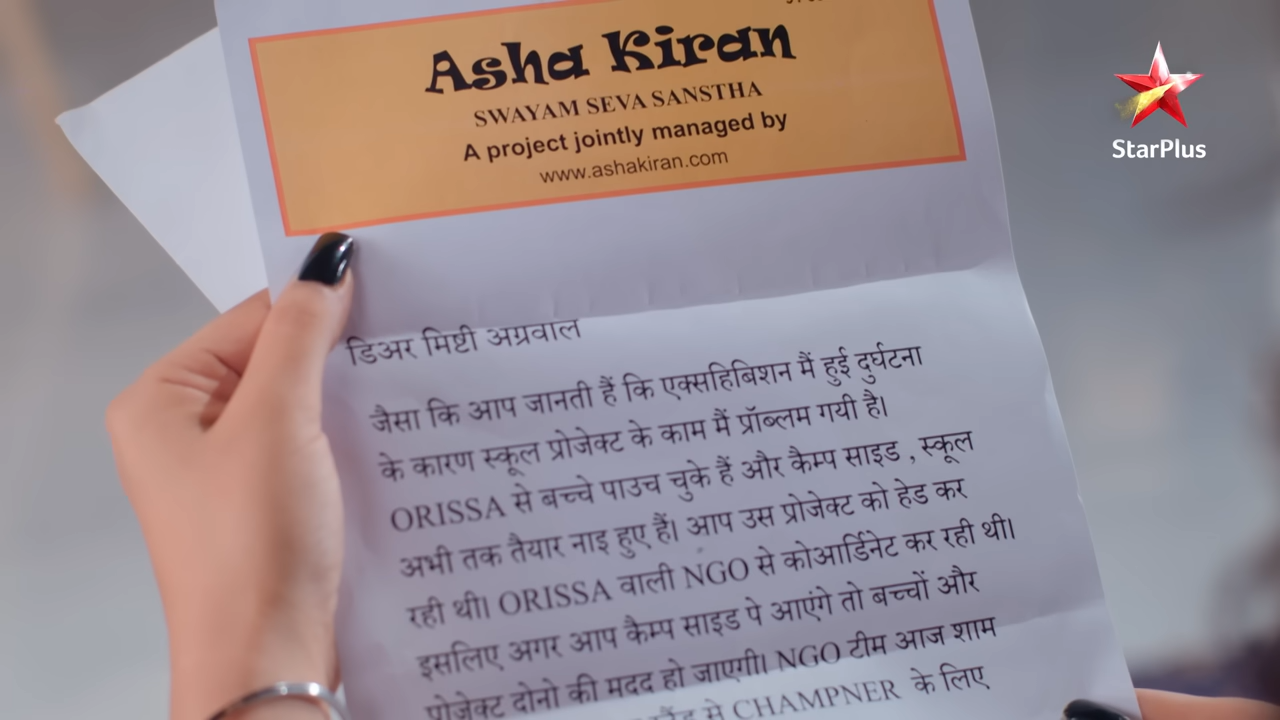 Asha Kiran
SWAYAM SEVA SANSTHA
A project jointly managed by
www.ashakiran.com
StarPlus
डिअर मिष्टी अग्रवाल
जैसा कि आप जानती हैं कि एक्सहिबिशन मैं हुई दुर्घटना
के कारण स्कूल प्रोजेक्ट के काम मैं प्रॉब्लम गयी है।
ORISSA से बच्चे पाउच चुके हैं और कैम्प साइड , स्कूल
अभी तक तैयार नाइ हुए हैं। आप उस प्रोजेक्ट को हेड कर
रही थी। ORISSA वाली NGO से कोआर्डिनेट कर रही थी।
इसलिए अगर आप कैम्प साइड पे आएंगे तो बच्चों और
प्रोजेक्ट दोनो की मदद हो जाएगी। NGO टीम आज शाम
से CHAMPNER के लिए